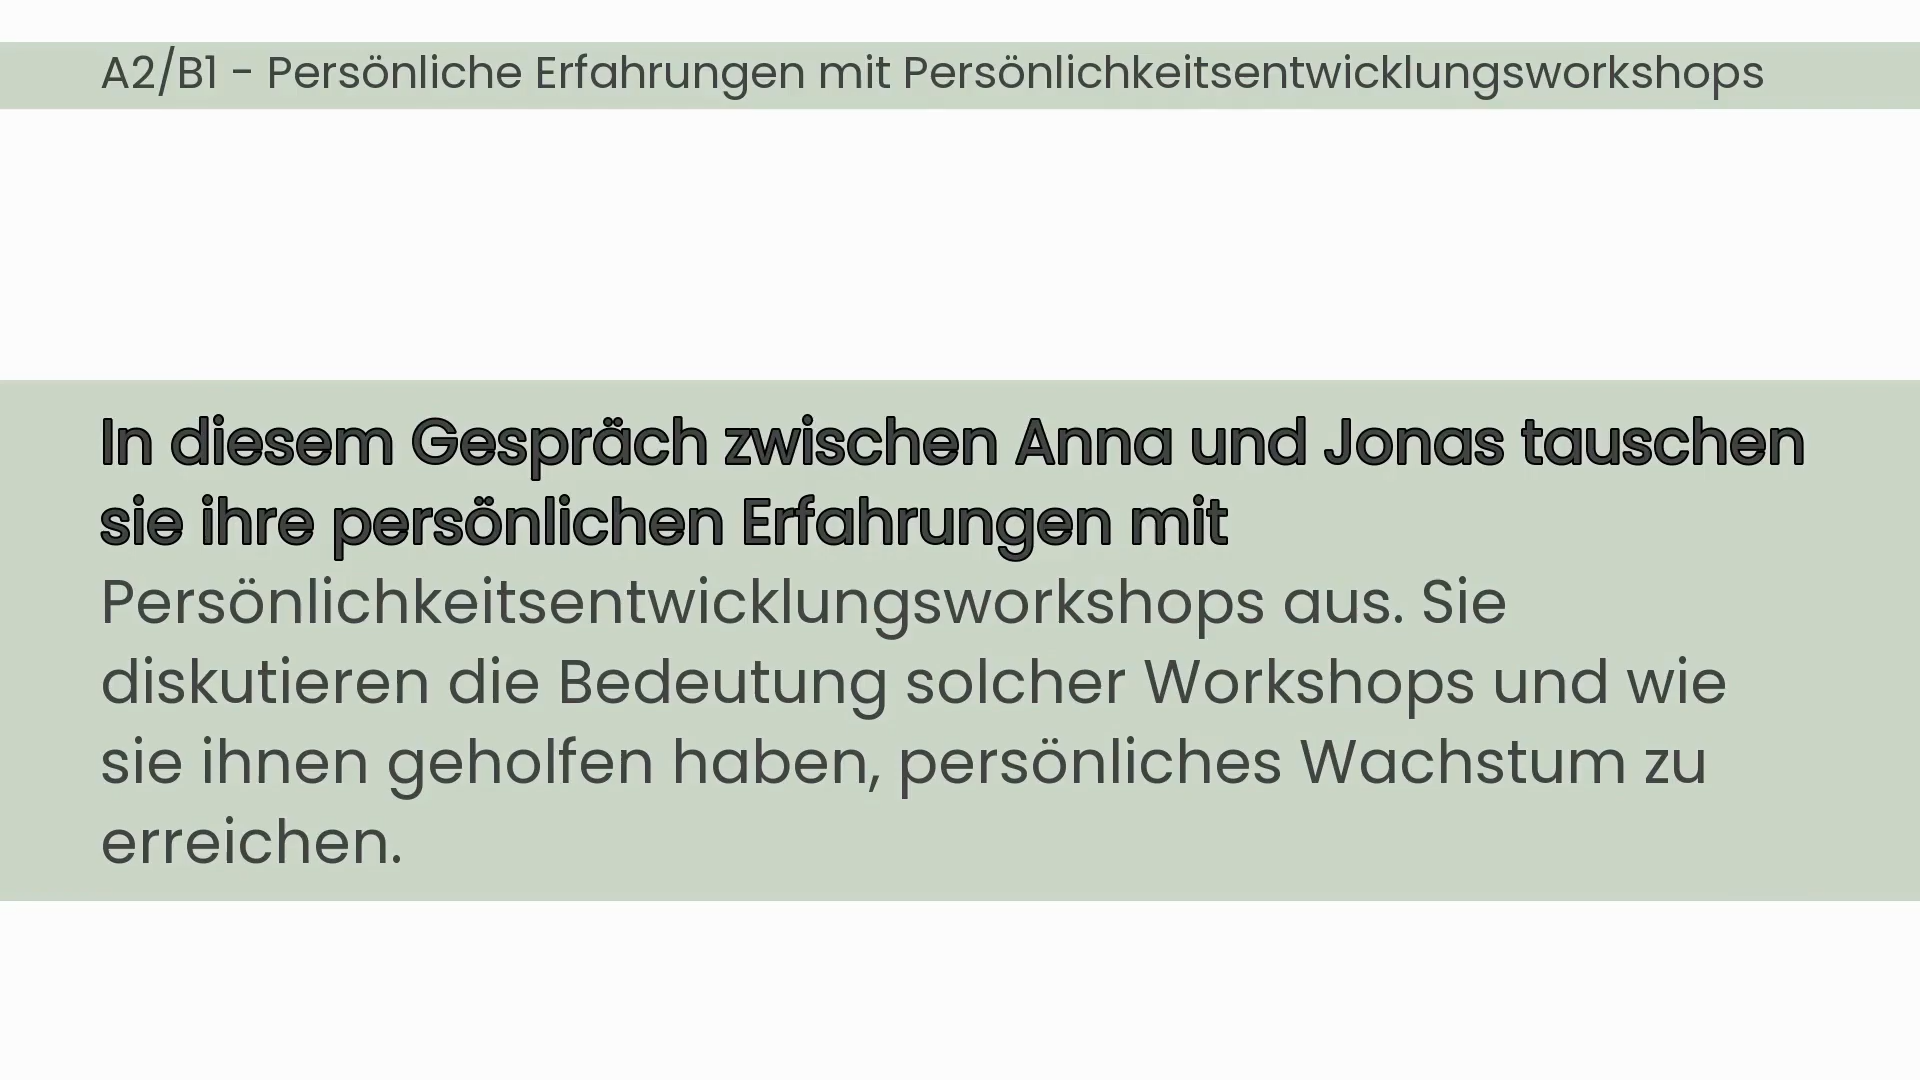 A2/B1 - Persönliche Erfahrungen mit Persönlichkeitsentwicklungsworkshops
In diesem Gespräch zwischen Anna und Jonas tauschen
sie ihre persönlichen Erfahrungen mit
Persönlichkeitsentwicklungsworkshops aus. Sie
diskutieren die Bedeutung solcher Workshops und wie
sie ihnen geholfen haben, persönliches Wachstum zu
erreichen.